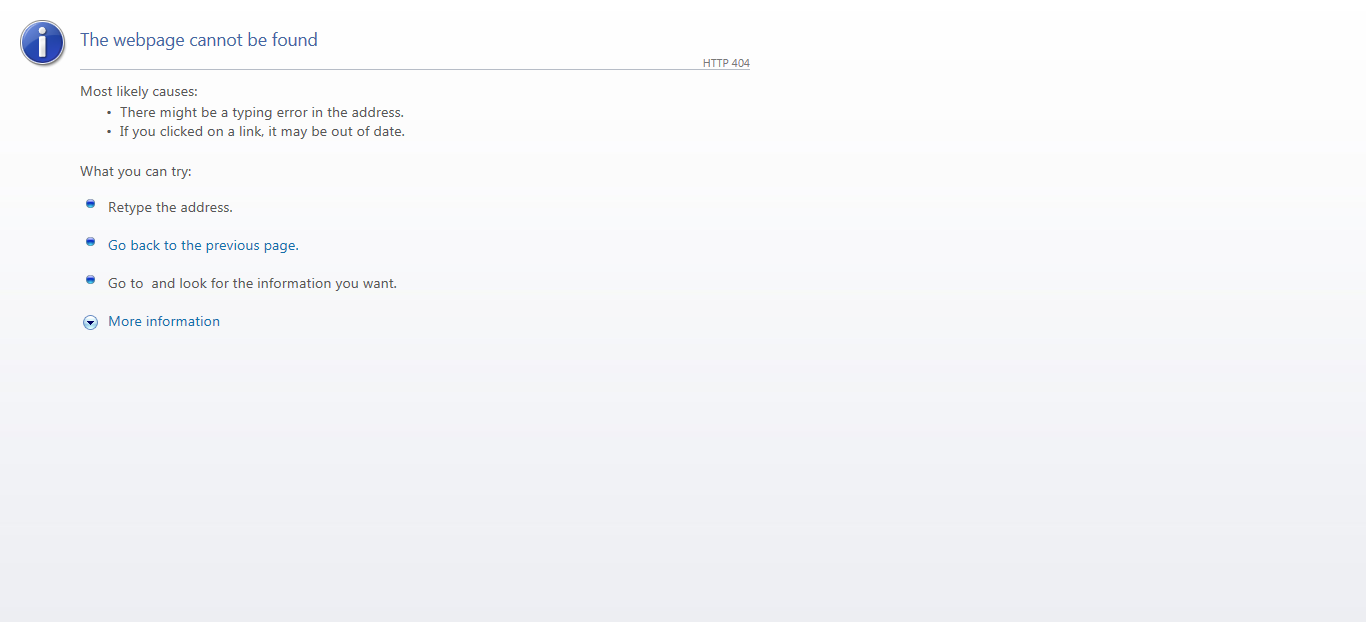 The webpage cannot be found
HTTP 404
Most likely causes:
• There might be a typing error in the address.
• If you clicked on a link, it may be out of date.
What you can try:
Retype the address.
Go back to the previous page.
Go to  and look for the information you want.
More information